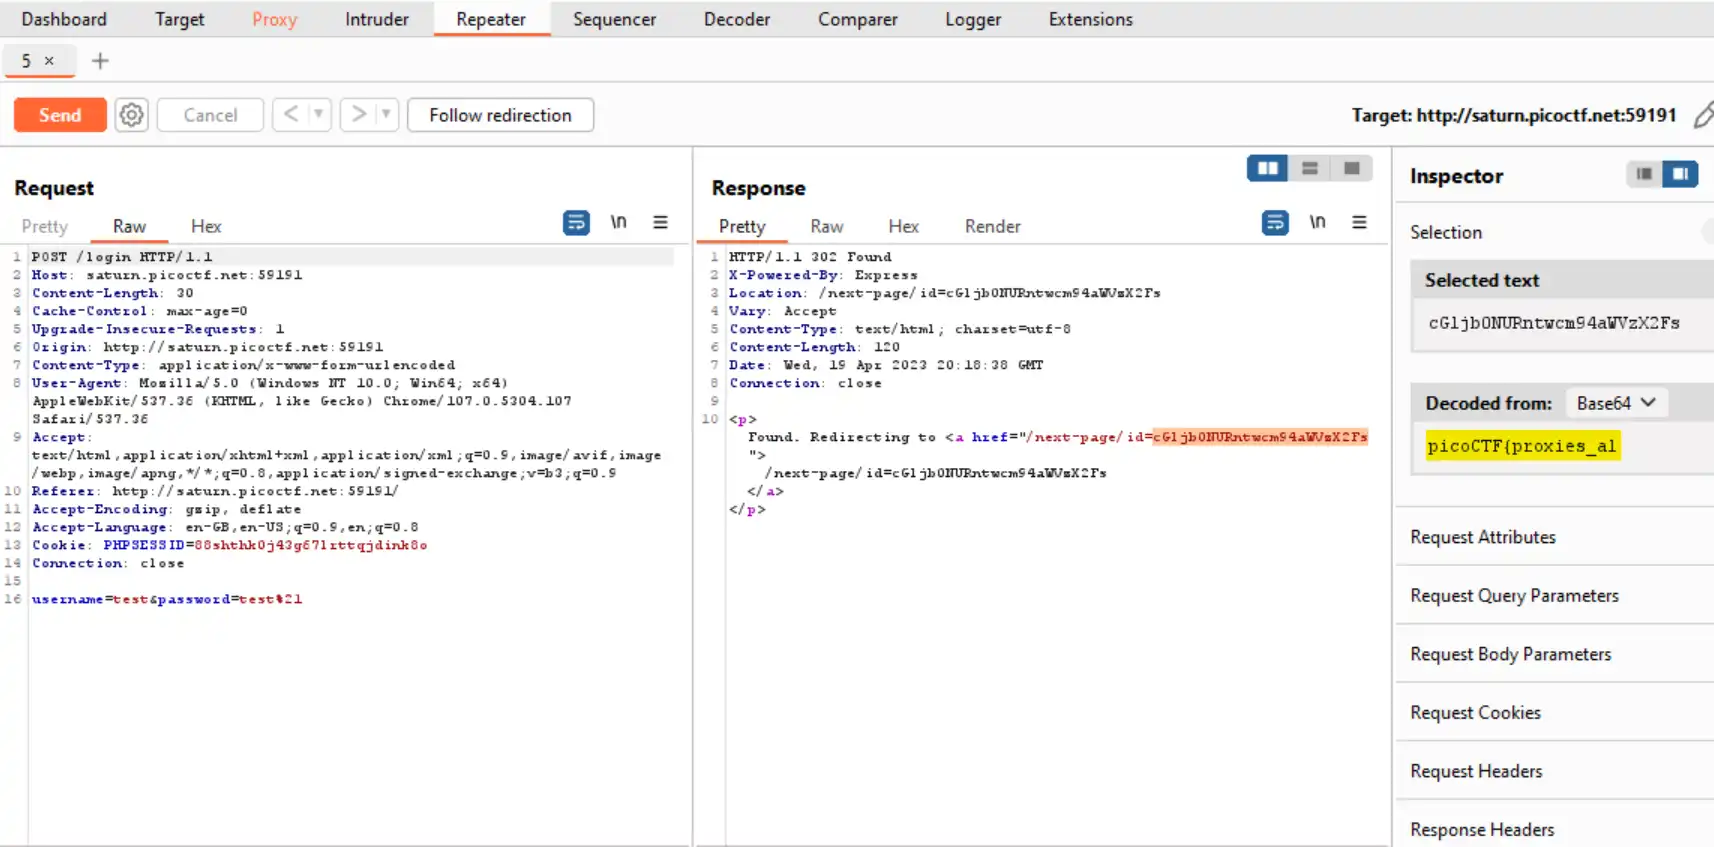 Dashboard Target Proxy Intruder Repeater Sequencer Decoder Comparer Logger Extensions
5 × +
Send Cancel < > Follow redirection Target: http://saturn.picoctf.net:59191
Request
Pretty Raw Hex \n
1 POST /login HTTP/1.1
2 Host: saturn.picoctf.net:59191
3 Content-Length: 30
4 Cache-Control: max-age=0
5 Upgrade-Insecure-Requests: 1
6 Origin: http://saturn.picoctf.net:59191
7 Content-Type: application/x-www-form-urlencoded
8 User-Agent: Mozilla/5.0 (Windows NT 10.0; Win64; x64)
AppleWebKit/537.36 (KHTML, like Gecko) Chrome/107.0.5304.107
Safari/537.36
9 Accept:
text/html,application/xhtml+xml,application/xml;q=0.9,image/avif,image
/webp,image/apng,*/*;q=0.8,application/signed-exchange;v=b3;q=0.9
10 Referer: http://saturn.picoctf.net:59191/
11 Accept-Encoding: gzip, deflate
12 Accept-Language: en-GB,en-US;q=0.9,en;q=0.8
13 Cookie: PHPSESSID=88shthk0j43g67lrttqjdink8o
14 Connection: close
15
16 username=test&password=test%21
Response
Pretty Raw Hex Render \n
1 HTTP/1.1 302 Found
2 X-Powered-By: Express
3 Location: /next-page/id=cGljb0NURntwcm94aWVzX2Fs
4 Vary: Accept
5 Content-Type: text/html; charset=utf-8
6 Content-Length: 120
7 Date: Wed, 19 Apr 2023 20:18:38 GMT
8 Connection: close
9
10 <p>
Found. Redirecting to <a href="/next-page/id=cGljb0NURntwcm94aWVzX2Fs
">
/next-page/id=cGljb0NURntwcm94aWVzX2Fs
</a>
</p>
Inspector
Selection
Selected text
cGljb0NURntwcm94aWVzX2Fs
Decoded from: Base64
picoCTF{proxies_al
Request Attributes
Request Query Parameters
Request Body Parameters
Request Cookies
Request Headers
Response Headers